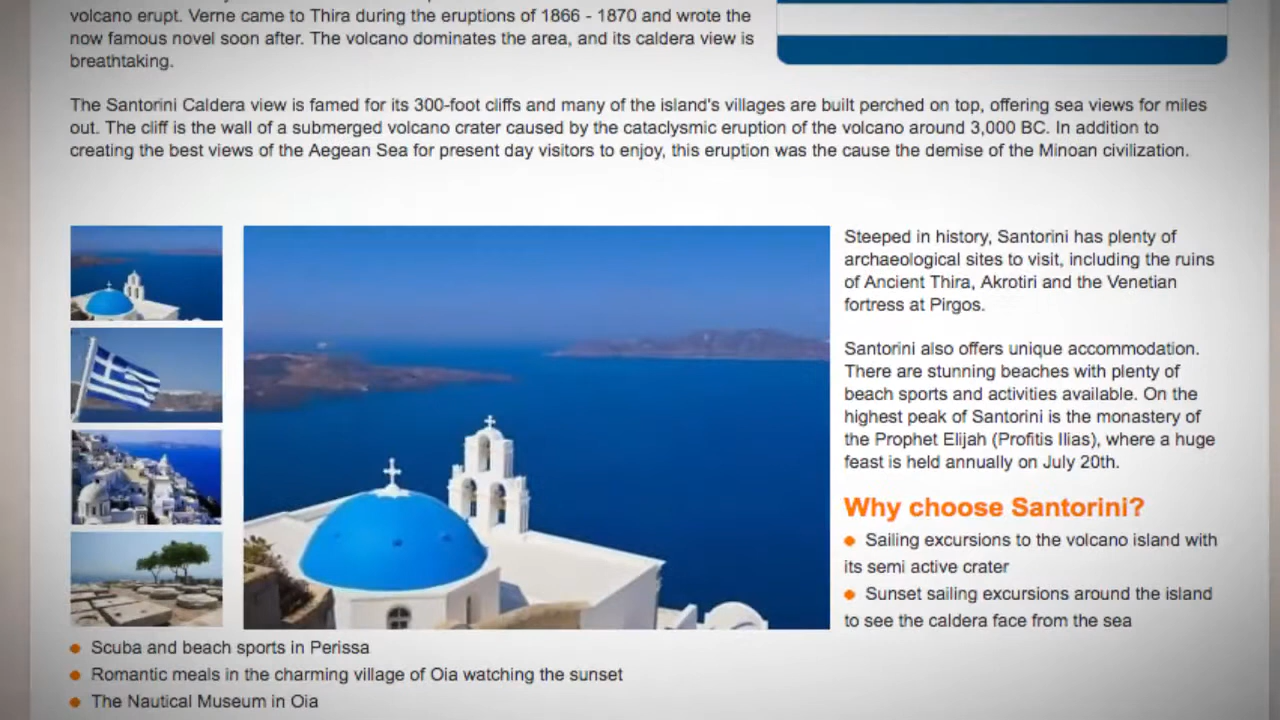 volcano erupt. Verne came to Thira during the eruptions of 1866 - 1870 and wrote the
now famous novel soon after. The volcano dominates the area, and its caldera view is
breathtaking.
The Santorini Caldera view is famed for its 300-foot cliffs and many of the island's villages are built perched on top, offering sea views for miles
out. The cliff is the wall of a submerged volcano crater caused by the cataclysmic eruption of the volcano around 3,000 BC. In addition to
creating the best views of the Aegean Sea for present day visitors to enjoy, this eruption was the cause the demise of the Minoan civilization.
Steeped in history, Santorini has plenty of
archaeological sites to visit, including the ruins
of Ancient Thira, Akrotiri and the Venetian
fortress at Pirgos.
Santorini also offers unique accommodation.
There are stunning beaches with plenty of
beach sports and activities available. On the
highest peak of Santorini is the monastery of
the Prophet Elijah (Profitis Ilias), where a huge
feast is held annually on July 20th.
Why choose Santorini?
Sailing excursions to the volcano island with
its semi active crater
Sunset sailing excursions around the island
to see the caldera face from the sea
Scuba and beach sports in Perissa
Romantic meals in the charming village of Oia watching the sunset
The Nautical Museum in Oia